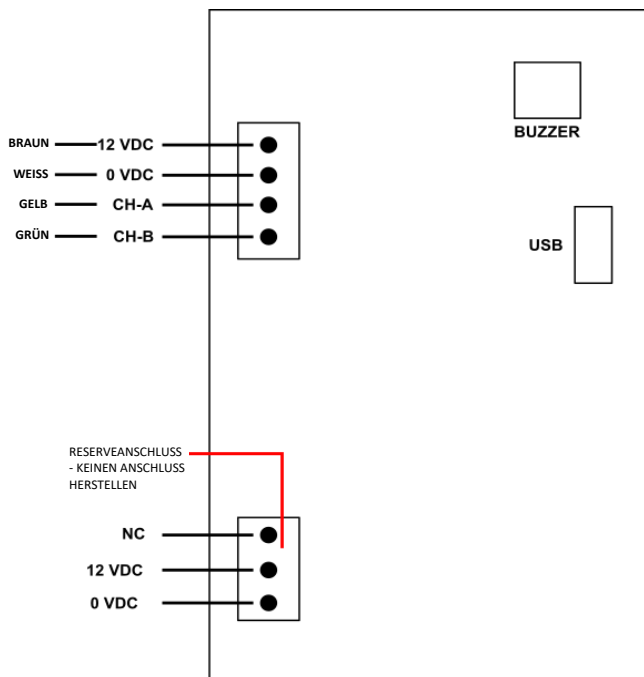 BUZZER
BRAUN 12 VDC
WEISS 0 VDC
GELB CH-A
GRÜN CH-B
USB
RESERVEANSCHLUSS
- KEINEN ANSCHLUSS
HERSTELLEN
NC
12 VDC
0 VDC